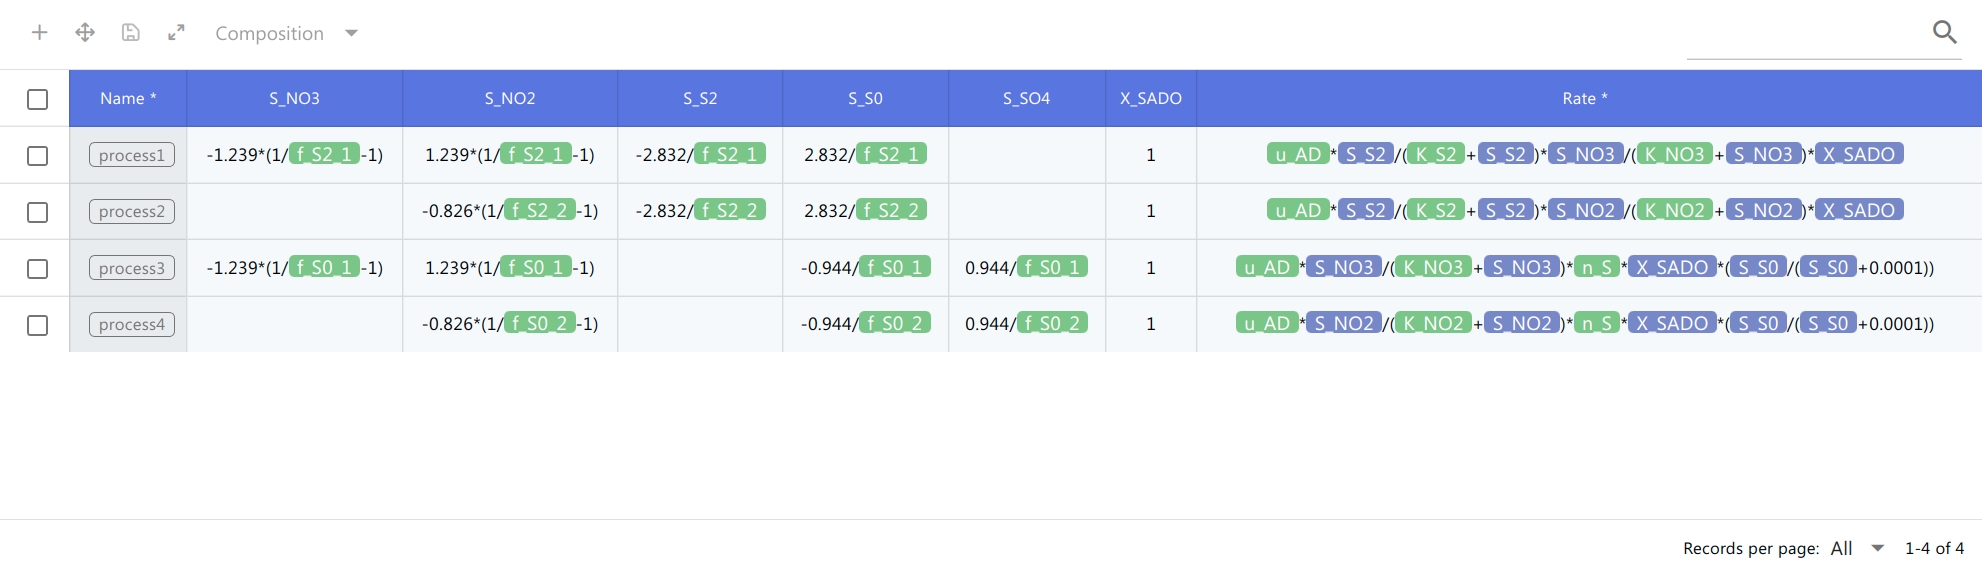 Composition
Name * S_NO3 S_NO2 S_S2 S_S0 S_SO4 X_SADO Rate *
process1 -1.239*(1/f_S2_1-1) 1.239*(1/f_S2_1-1) -2.832/f_S2_1 2.832/f_S2_1 1 u_AD*S_S2/(K_S2+S_S2)*S_NO3/(K_NO3+S_NO3)*X_SADO
process2 -0.826*(1/f_S2_2-1) -2.832/f_S2_2 2.832/f_S2_2 1 u_AD*S_S2/(K_S2+S_S2)*S_NO2/(K_NO2+S_NO2)*X_SADO
process3 -1.239*(1/f_S0_1-1) 1.239*(1/f_S0_1-1) -0.944/f_S0_1 0.944/f_S0_1 1 u_AD*S_NO3/(K_NO3+S_NO3)*n_S*X_SADO*(S_S0/(S_S0+0.0001))
process4 -0.826*(1/f_S0_2-1) -0.944/f_S0_2 0.944/f_S0_2 1 u_AD*S_NO2/(K_NO2+S_NO2)*n_S*X_SADO*(S_S0/(S_S0+0.0001))
Records per page: All 1-4 of 4